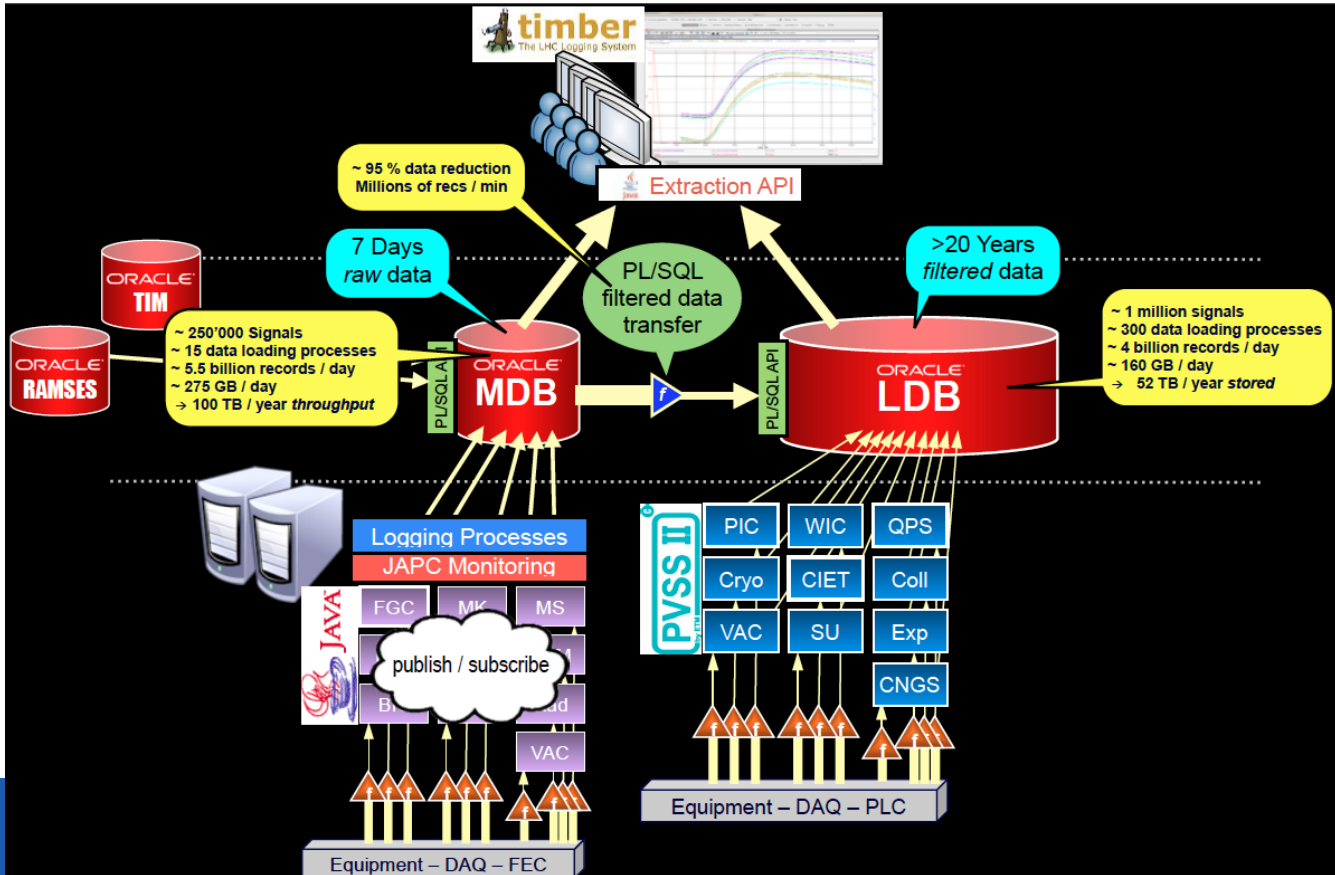 timber
The LHC Logging System
~ 95 % data reduction
Millions of recs / min
JAVA
Extraction API
7 Days
raw data
PL/SQL
filtered data
transfer
>20 Years
filtered data
ORACLE
TIM
ORACLE
RAMSES
~ 250'000 Signals
~ 15 data loading processes
~ 5.5 billion records / day
~ 275 GB / day
→ 100 TB / year throughput
PL/SQL API
ORACLE
MDB
f
PL/SQL API
ORACLE
LDB
~ 1 million signals
~ 300 data loading processes
~ 4 billion records / day
~ 160 GB / day
→ 52 TB / year stored
Logging Processes
JAPC Monitoring
JAVA
FGC
MK
MS
publish / subscribe
VAC
f f f f f f f f
Equipment – DAQ – FEC
PVSS II
by ETM
PIC
WIC
QPS
Cryo
CIET
Coll
VAC
SU
Exp
CNGS
f f f f f f f f
Equipment – DAQ – PLC